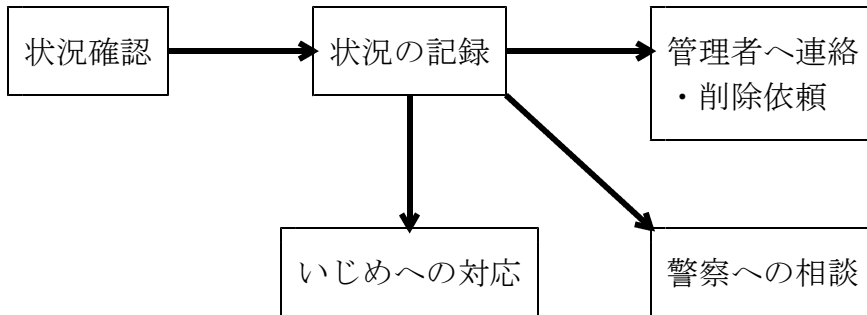 状況確認
状況の記録
管理者へ連絡
・削除依頼
いじめへの対応
警察への相談